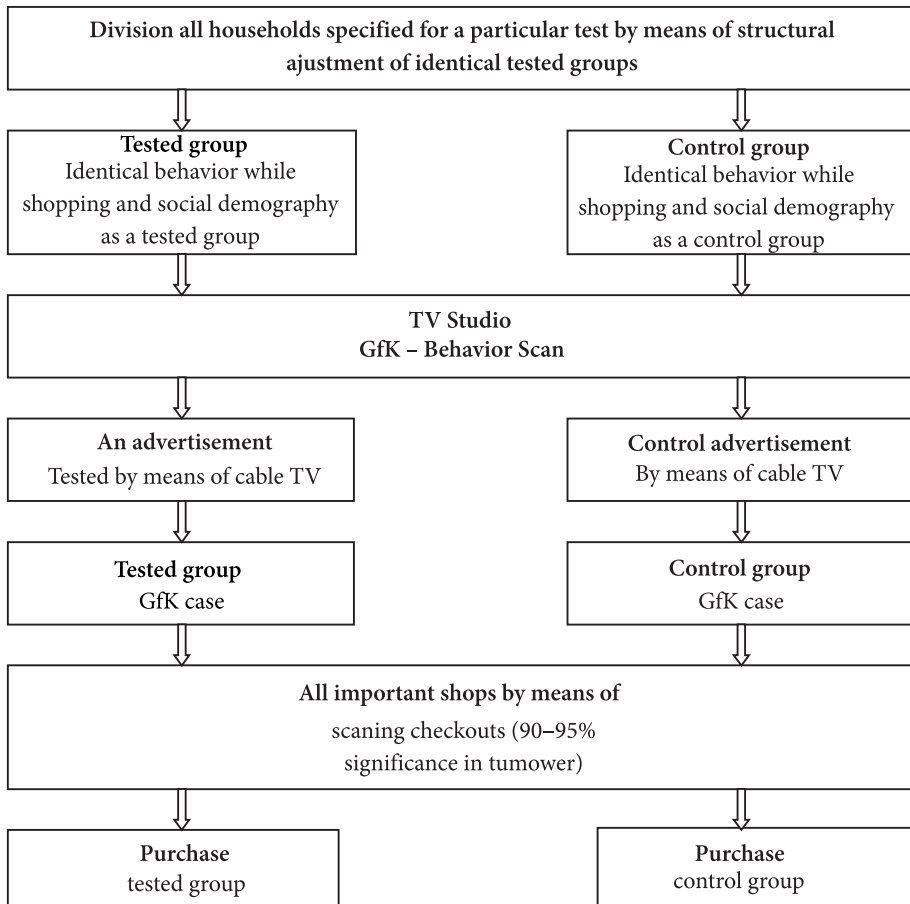 Division all households specified for a particular test by means of structural
ajustment of identical tested groups
Tested group
Identical behavior while
shopping and social demography
as a tested group
Control group
Identical behavior while
shopping and social demography
as a control group
TV Studio
GfK – Behavior Scan
An advertisement
Tested by means of cable TV
Control advertisement
By means of cable TV
Tested group
GfK case
Control group
GfK case
All important shops by means of
scaning checkouts (90–95%
significance in tumower)
Purchase
tested group
Purchase
control group